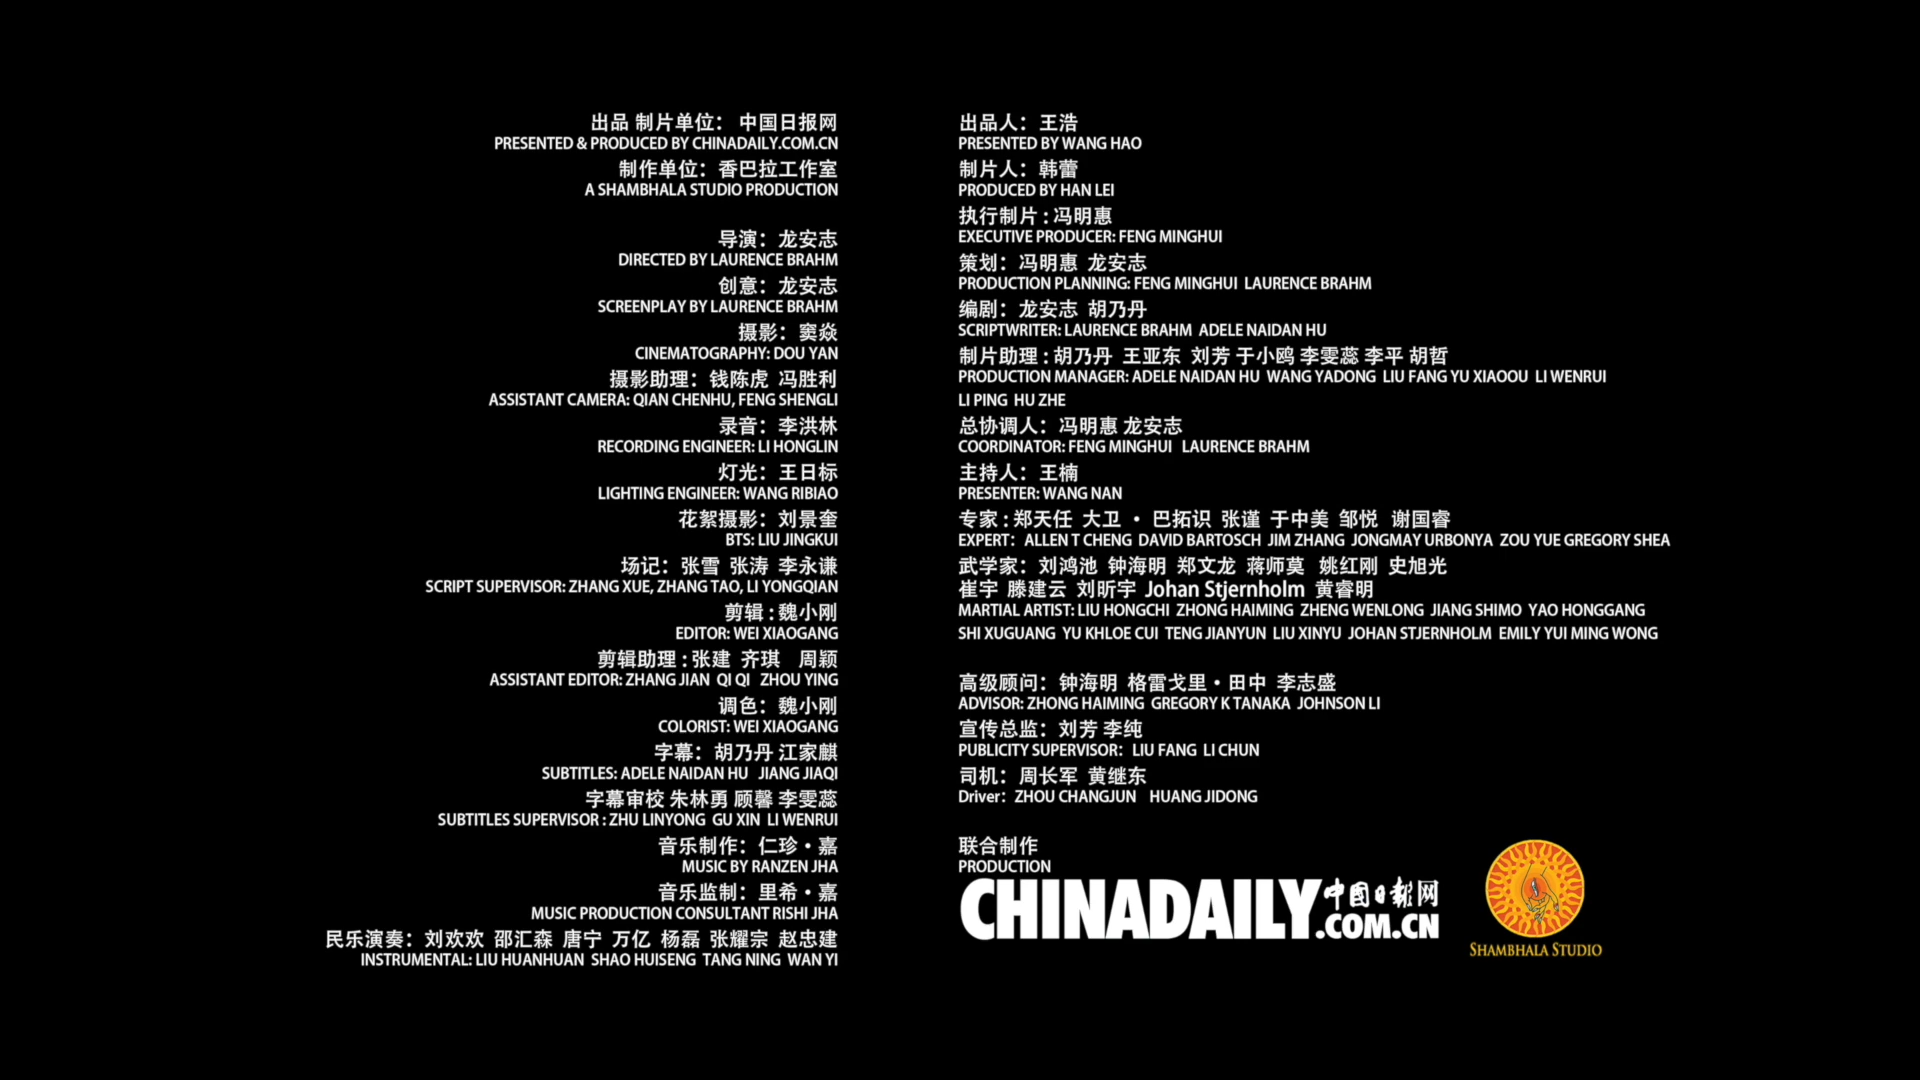 出品 制片单位： 中国日报网
PRESENTED & PRODUCED BY CHINADAILY.COM.CN
制作单位：香巴拉工作室
A SHAMBHALA STUDIO PRODUCTION
导演：龙安志
DIRECTED BY LAURENCE BRAHM
创意：龙安志
SCREENPLAY BY LAURENCE BRAHM
摄影：窦焱
CINEMATOGRAPHY: DOU YAN
摄影助理：钱陈虎 冯胜利
ASSISTANT CAMERA: QIAN CHENHU, FENG SHENGLI
录音：李洪林
RECORDING ENGINEER: LI HONGLIN
灯光：王日标
LIGHTING ENGINEER: WANG RIBIAO
花絮摄影：刘景奎
BTS: LIU JINGKUI
场记：张雪 张涛 李永谦
SCRIPT SUPERVISOR: ZHANG XUE, ZHANG TAO, LI YONGQIAN
剪辑 : 魏小刚
EDITOR: WEI XIAOGANG
剪辑助理 : 张建 齐琪 周颖
ASSISTANT EDITOR: ZHANG JIAN QI QI ZHOU YING
调色：魏小刚
COLORIST: WEI XIAOGANG
字幕：胡乃丹 江家麒
SUBTITLES: ADELE NAIDAN HU JIANG JIAQI
字幕审校 朱林勇 顾馨 李雯蕊
SUBTITLES SUPERVISOR : ZHU LINYONG GU XIN LI WENRUI
音乐制作：仁珍·嘉
MUSIC BY RANZEN JHA
音乐监制：里希·嘉
MUSIC PRODUCTION CONSULTANT RISHI JHA
民乐演奏：刘欢欢 邵汇森 唐宁 万亿 杨磊 张耀宗 赵忠建
INSTRUMENTAL: LIU HUANHUAN SHAO HUISENG TANG NING WAN YI
出品人：王浩
PRESENTED BY WANG HAO
制片人：韩蕾
PRODUCED BY HAN LEI
执行制片 : 冯明惠
EXECUTIVE PRODUCER: FENG MINGHUI
策划：冯明惠 龙安志
PRODUCTION PLANNING: FENG MINGHUI LAURENCE BRAHM
编剧：龙安志 胡乃丹
SCRIPTWRITER: LAURENCE BRAHM ADELE NAIDAN HU
制片助理 : 胡乃丹 王亚东 刘芳 于小鸥 李雯蕊 李平 胡哲
PRODUCTION MANAGER: ADELE NAIDAN HU WANG YADONG LIU FANG YU XIAOOU LI WENRUI
LI PING HU ZHE
总协调人：冯明惠 龙安志
COORDINATOR: FENG MINGHUI LAURENCE BRAHM
主持人：王楠
PRESENTER: WANG NAN
专家 : 郑天任 大卫 · 巴拓识 张谨 于中美 邹悦 谢国睿
EXPERT：ALLEN T CHENG DAVID BARTOSCH JIM ZHANG JONGMAY URBONYA ZOU YUE GREGORY SHEA
武学家：刘鸿池 钟海明 郑文龙 蒋师莫 姚红刚 史旭光
崔宇 滕建云 刘昕宇 Johan Stjernholm 黄睿明
MARTIAL ARTIST: LIU HONGCHI ZHONG HAIMING ZHENG WENLONG JIANG SHIMO YAO HONGGANG
SHI XUGUANG YU KHLOE CUI TENG JIANYUN LIU XINYU JOHAN STJERNHOLM EMILY YUI MING WONG
高级顾问：钟海明 格雷戈里·田中 李志盛
ADVISOR: ZHONG HAIMING GREGORY K TANAKA JOHNSON LI
宣传总监：刘芳 李纯
PUBLICITY SUPERVISOR：LIU FANG LI CHUN
司机：周长军 黄继东
Driver：ZHOU CHANGJUN HUANG JIDONG
联合制作
PRODUCTION
CHINADAILY中國日報网
.COM.CN
SHAMBHALA STUDIO